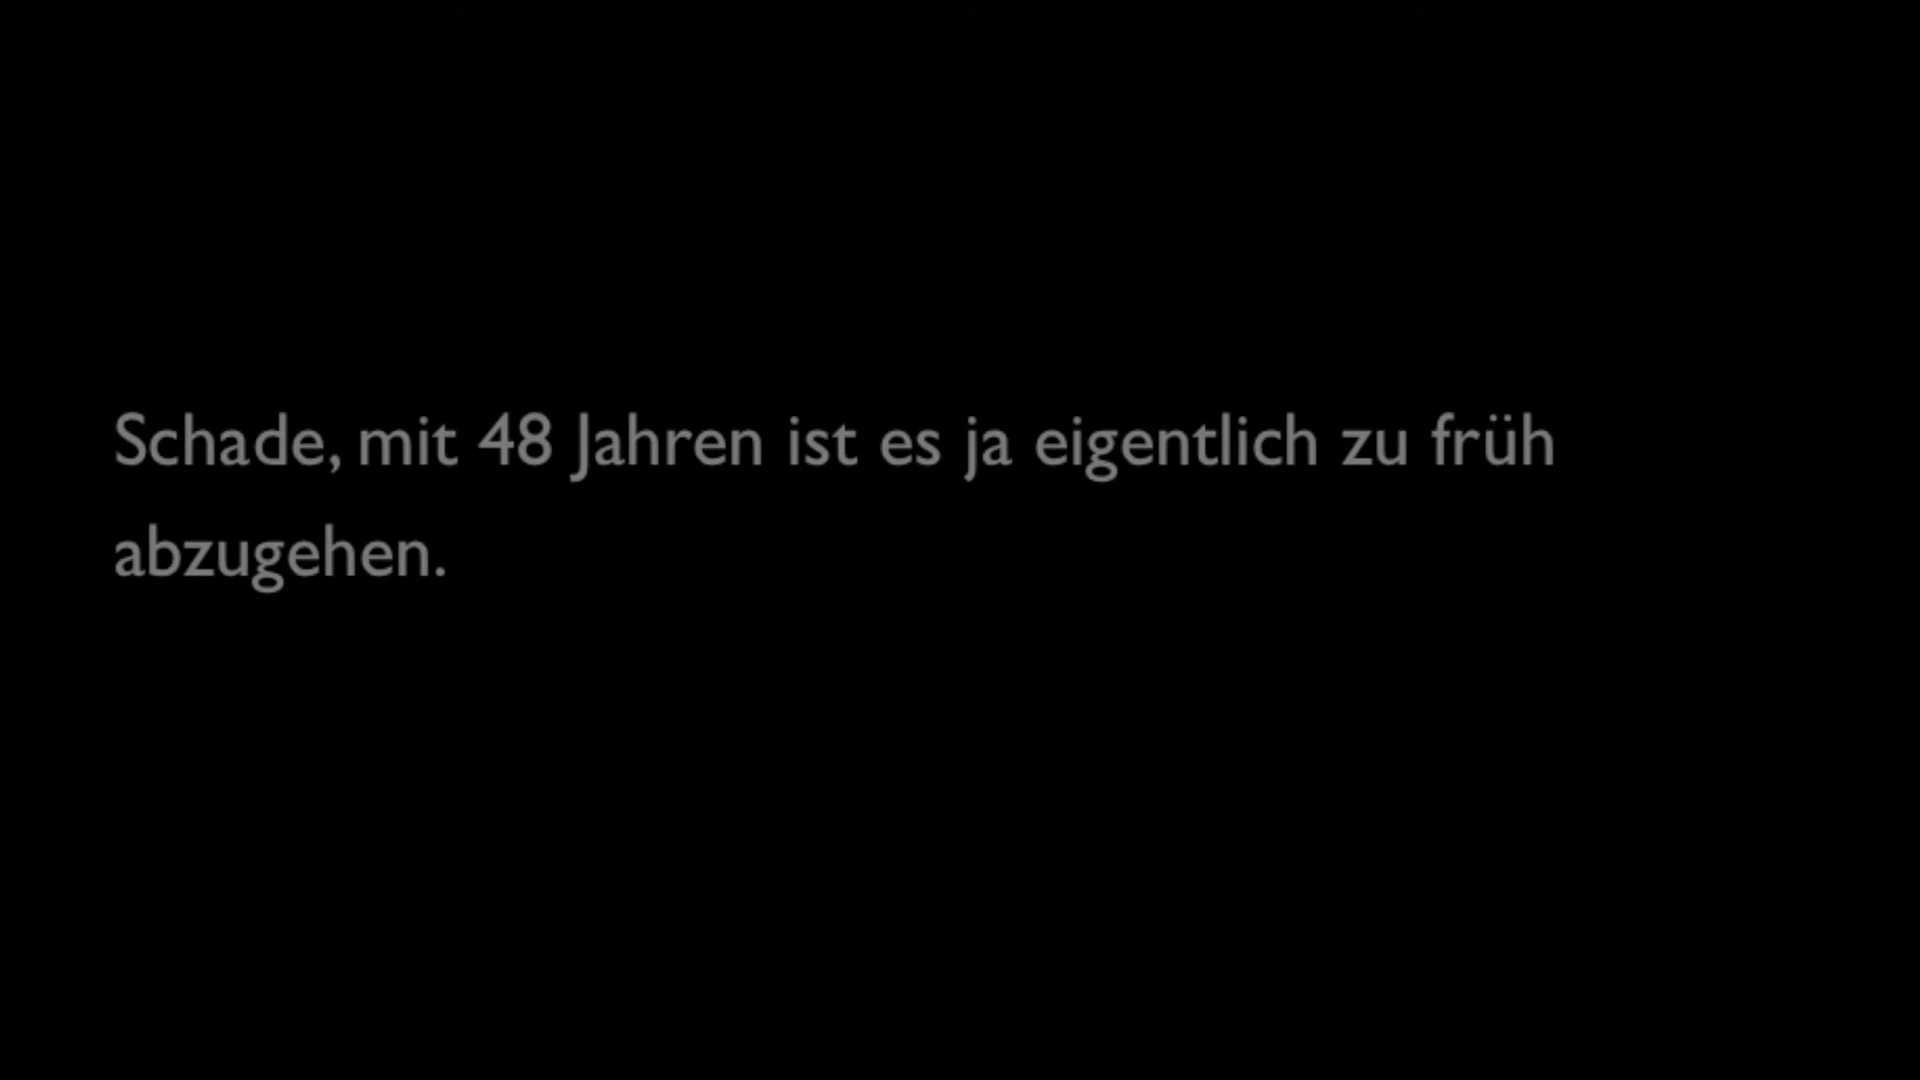 Schade, mit 48 Jahren ist es ja eigentlich zu früh
abzugehen.